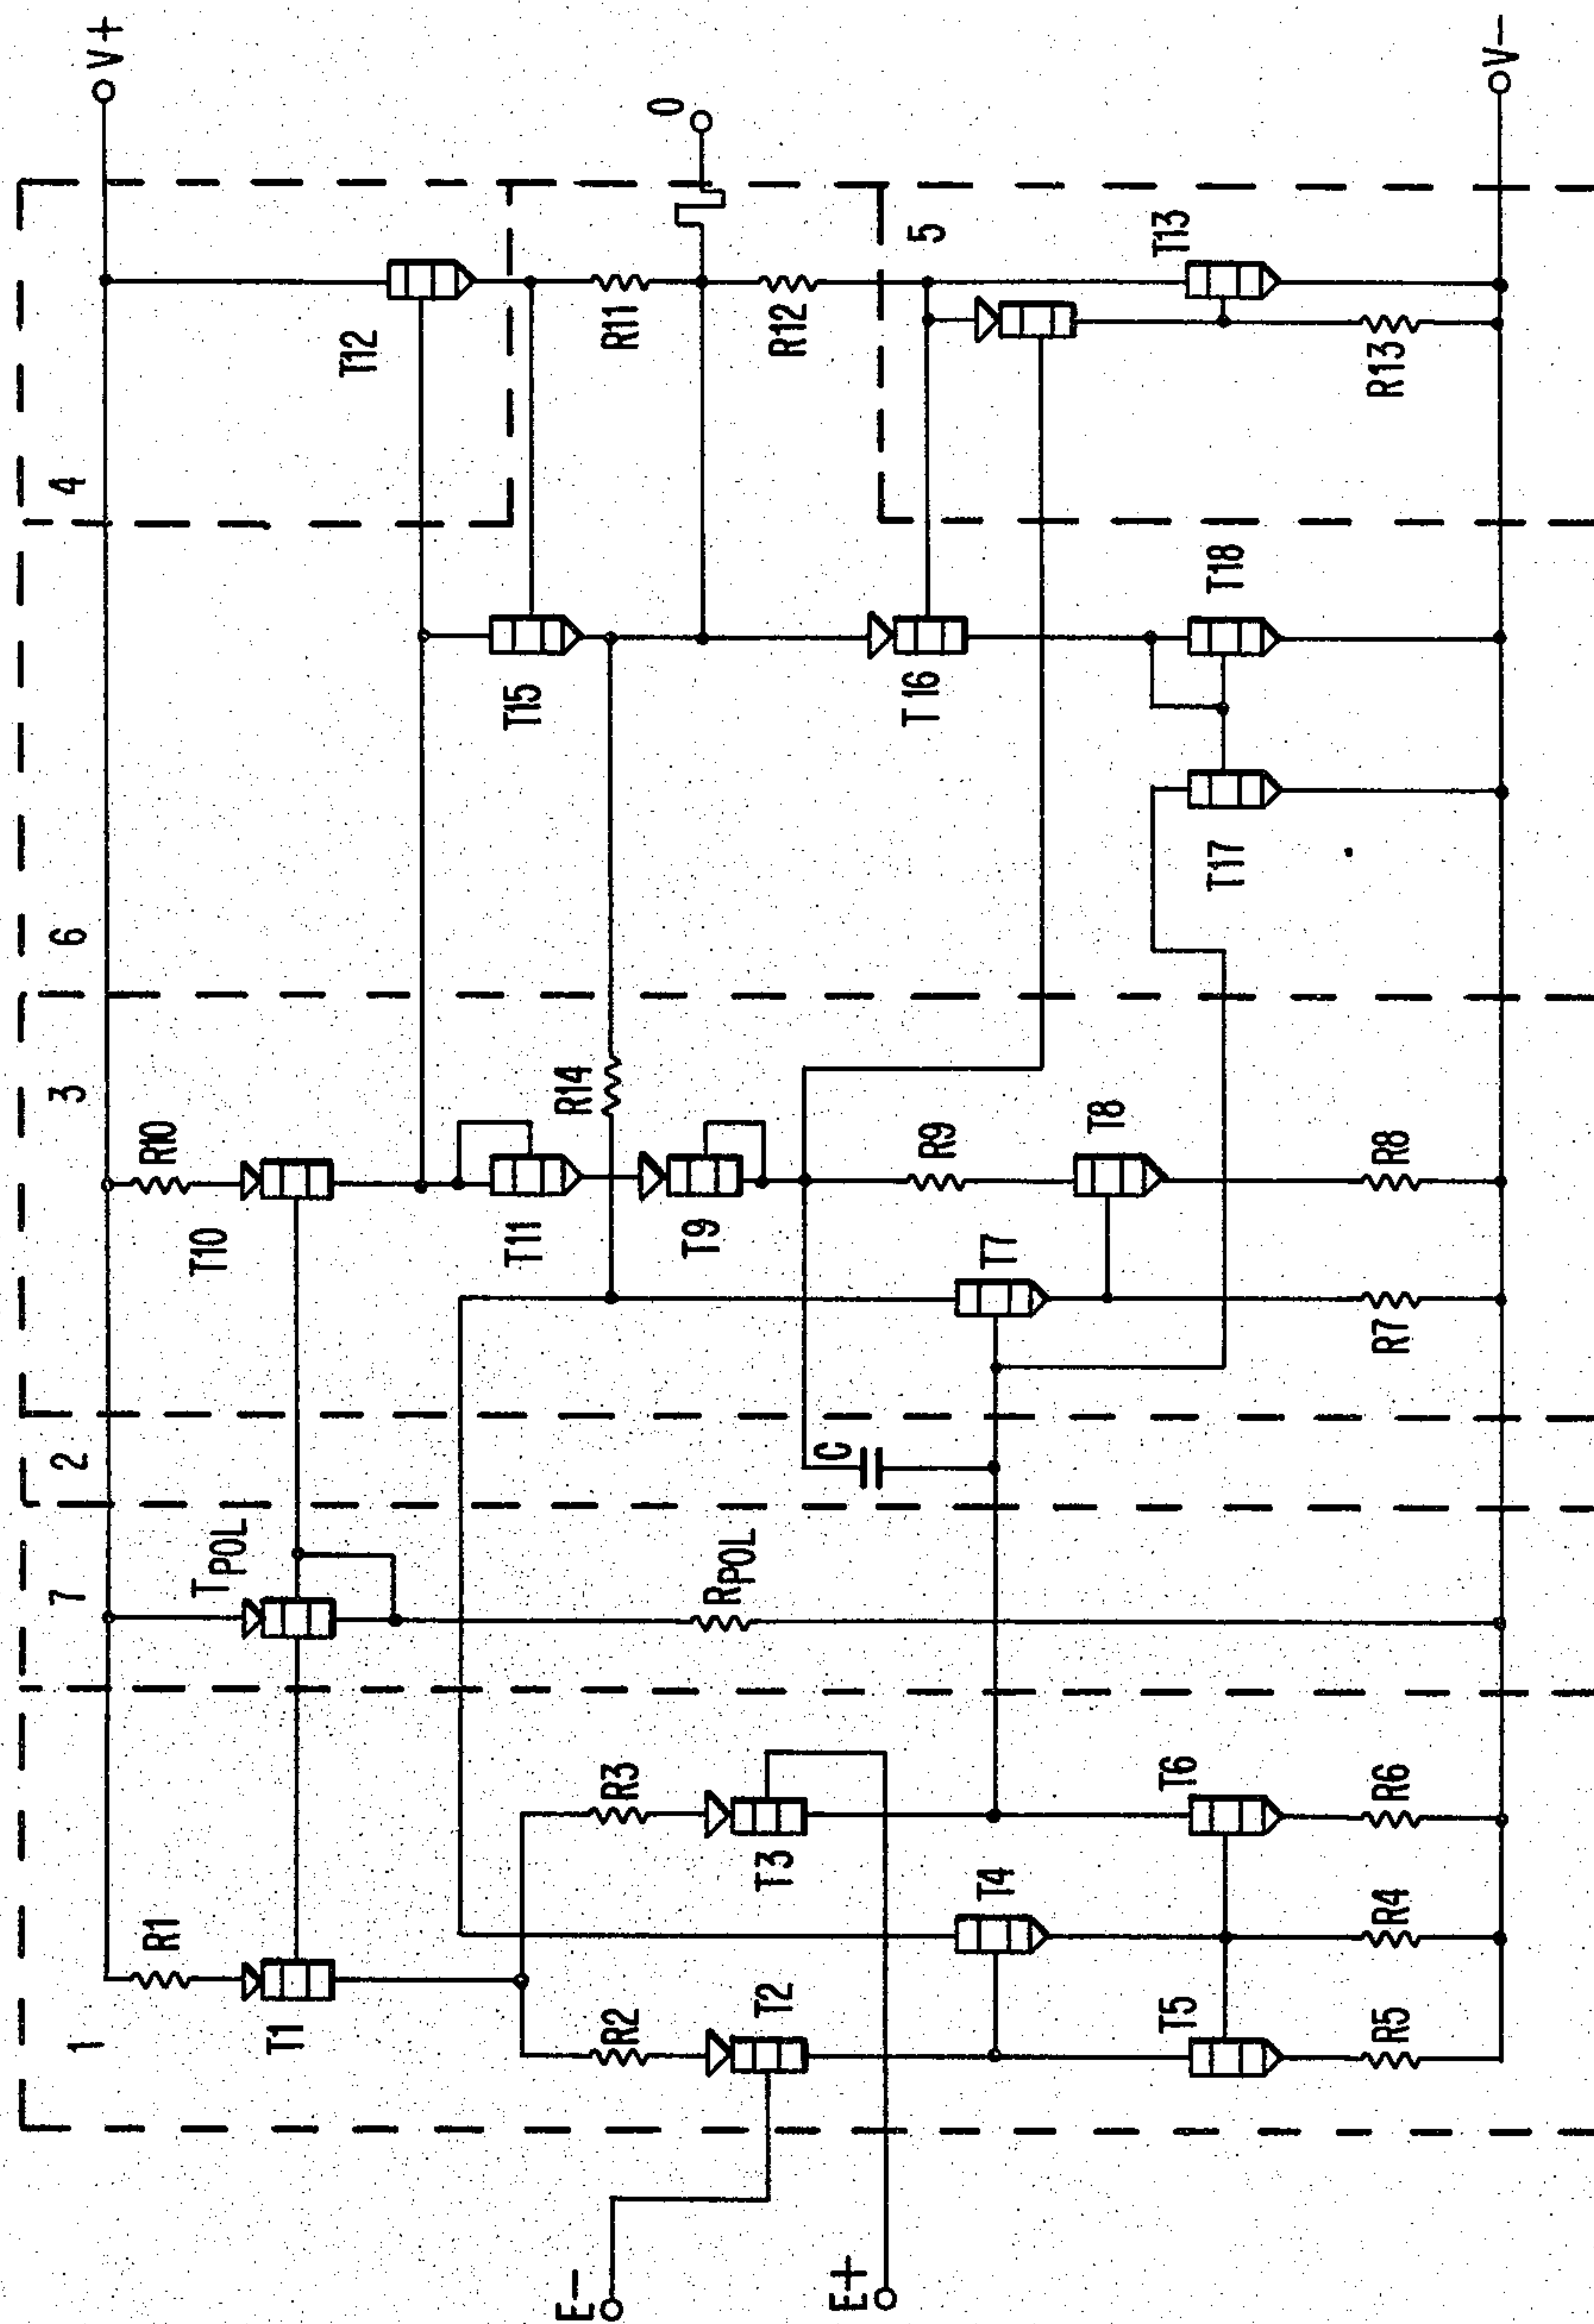 V+
V-
O
E-
E+
1
7
2
3
6
4
5
R1
T1
R2
T2
R3
T3
T4
T5
T6
R5
R4
R6
TPOL
RPOL
C
R10
T10
T11
R14
T9
R9
T7
T8
R7
R8
T15
T16
T17
T18
T12
R11
R12
T13
R13